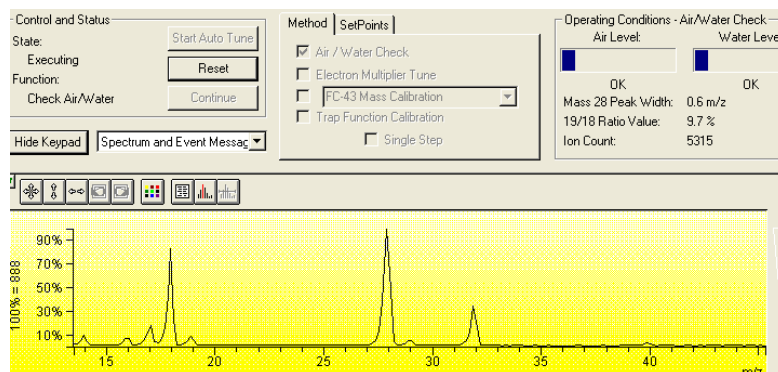 Control and Status
State:
Executing
Function:
Check Air/Water
Start Auto Tune
Reset
Continue
Hide Keypad
Spectrum and Event Messag
Method
SetPoints
Air / Water Check
Electron Multiplier Tune
FC-43 Mass Calibration
Trap Function Calibration
Single Step
Operating Conditions - Air/Water Check
Air Level:
Water Leve
OK
OK
Mass 28 Peak Width: 0.6 m/z
19/18 Ratio Value: 9.7 %
Ion Count: 5315
100% = 888
90%
70%
50%
30%
10%
15 20 25 30 35 40
m/z